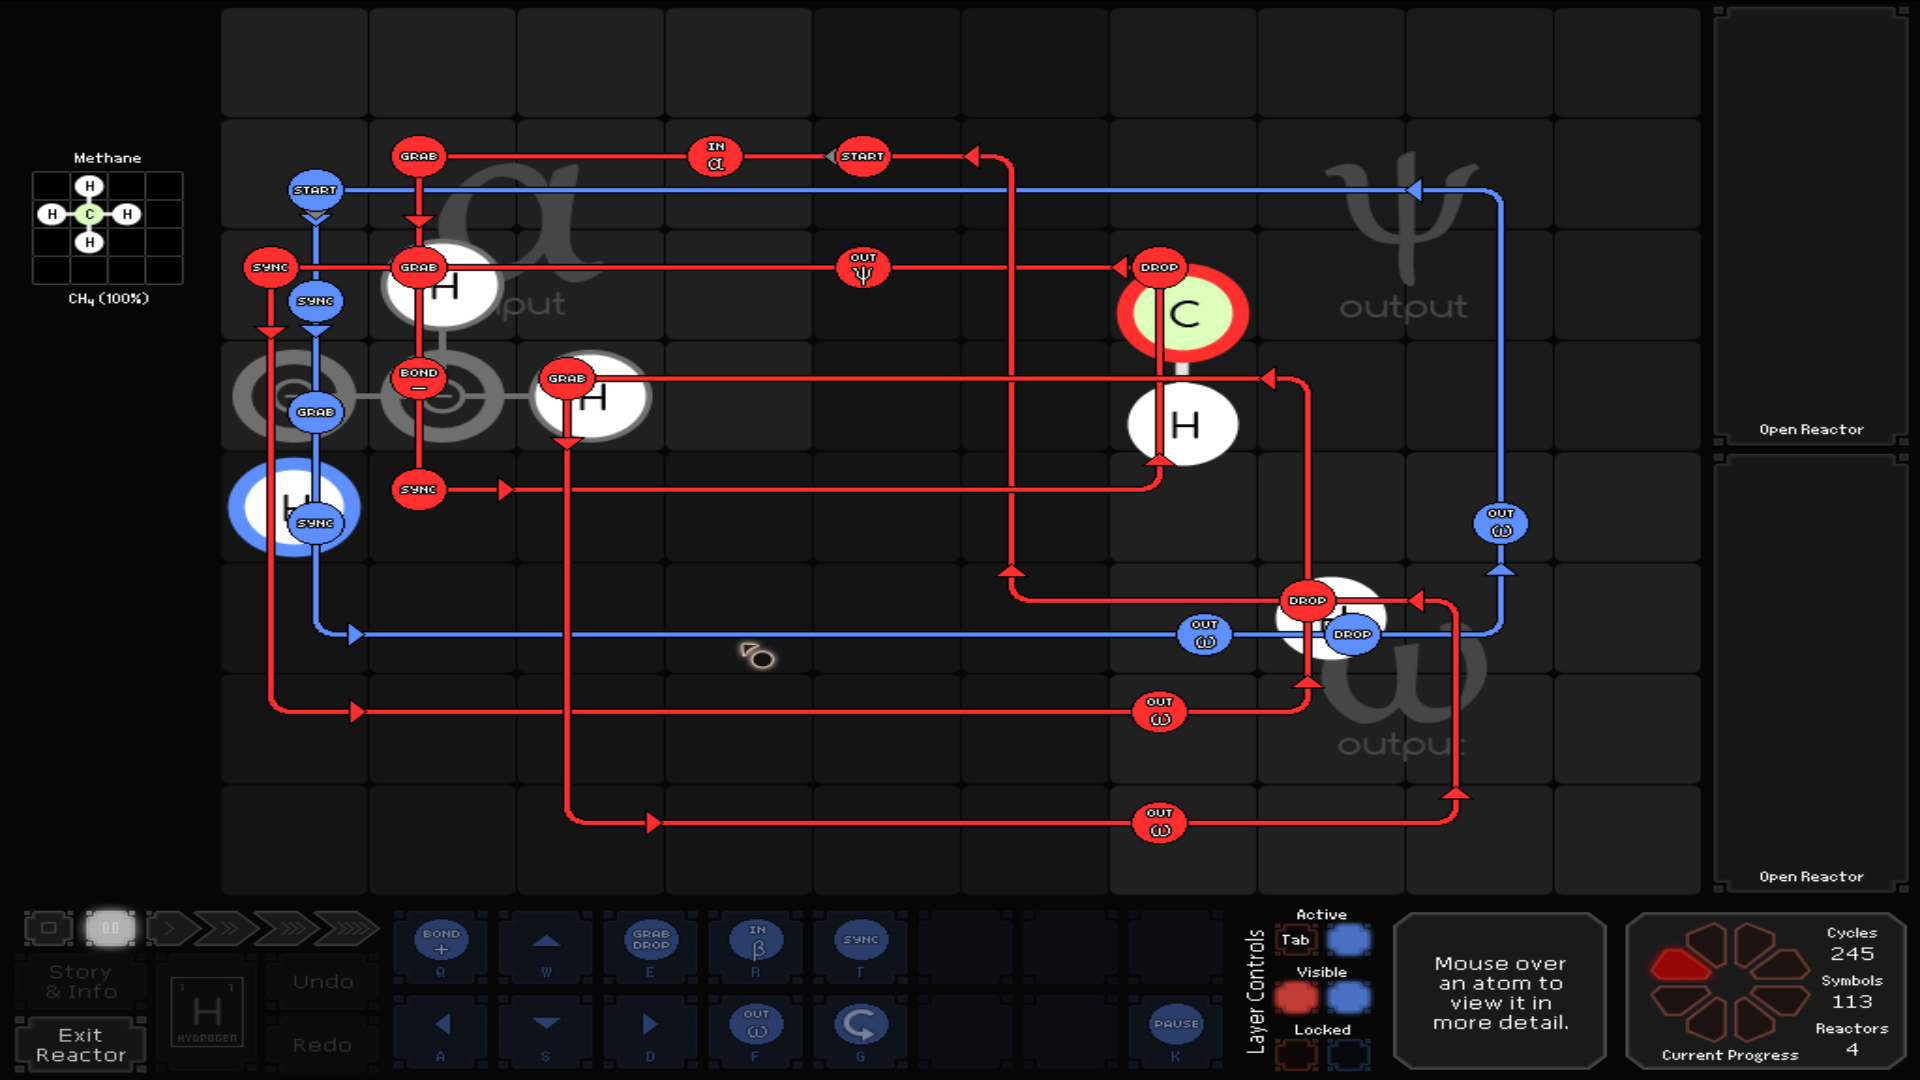 Methane
H
H C H
H
CH₄ (100%)
GRAB
IN
α
START
START
α
input
ψ
output
SYNC
GRAB
H
OUT
ψ
DROP
C
SYNC
BOND
−
GRAB
H
GRAB
H
SYNC
SYNC
OUT
ω
DROP
OUT
ω
DROP
OUT
ω
ω
output
OUT
ω
Open Reactor
Open Reactor
Story
& Info
Exit
Reactor
1 1
H
HYDROGEN
Undo
Redo
BOND
+
Q
W
GRAB
DROP
E
IN
β
R
SYNC
T
A
S
D
OUT
ω
F
G
PAUSE
K
Layer Controls
Active
Tab
Visible
Locked
Mouse over
an atom to
view it in
more detail.
Cycles
245
Symbols
113
Reactors
4
Current Progress